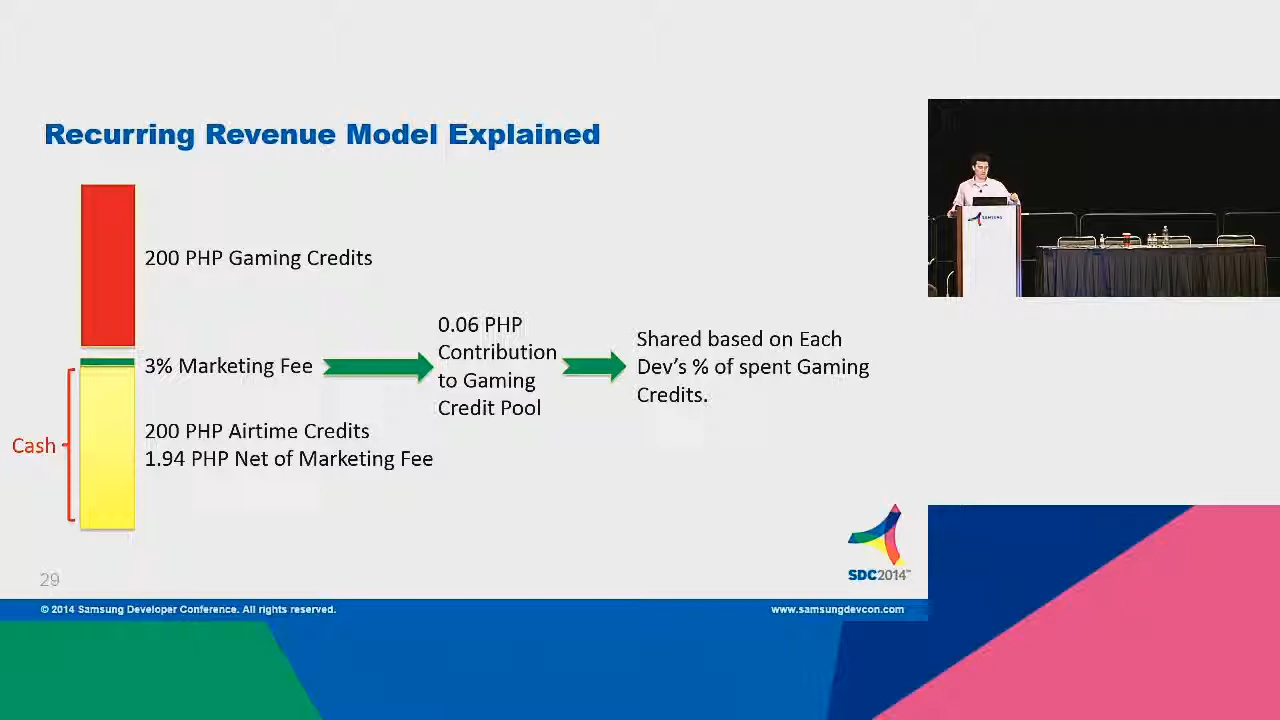 Recurring Revenue Model Explained
200 PHP Gaming Credits
3% Marketing Fee
0.06 PHP
Contribution
to Gaming
Credit Pool
Shared based on Each
Dev's % of spent Gaming
Credits.
Cash
200 PHP Airtime Credits
1.94 PHP Net of Marketing Fee
SAMSUNG
SDC2014™
29
© 2014 Samsung Developer Conference. All rights reserved.
www.samsungdevcon.com